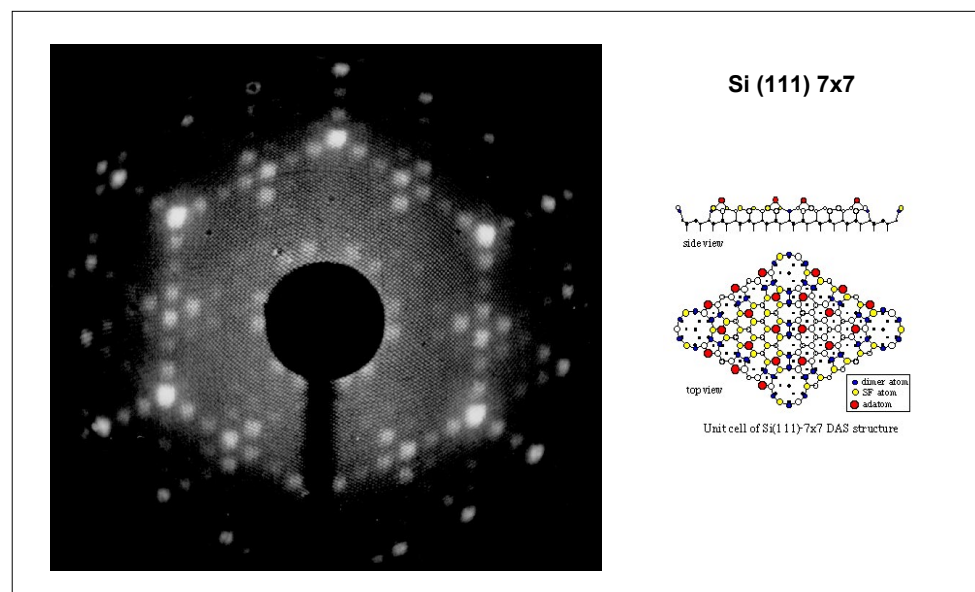 Si (111) 7x7
side view
top view
dimer atom
SF atom
adatom
Unit cell of Si(111)-7x7 DAS structure